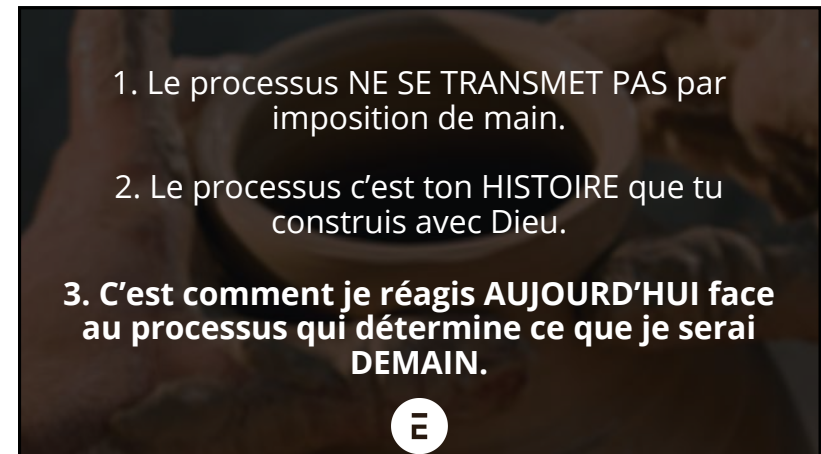 1. Le processus NE SE TRANSMET PAS par
imposition de main.
2. Le processus c’est ton HISTOIRE que tu
construis avec Dieu.
3. C’est comment je réagis AUJOURD’HUI face
au processus qui détermine ce que je serai
DEMAIN.
E